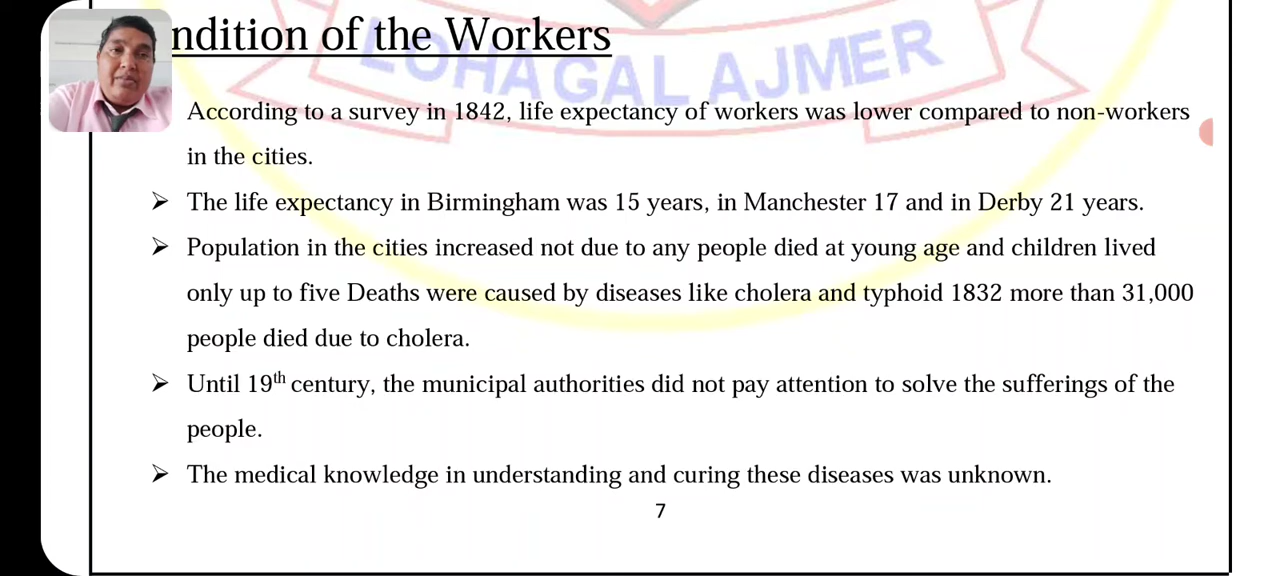 ndition of the Workers
LOHAGAL AJMER
According to a survey in 1842, life expectancy of workers was lower compared to non-workers
in the cities.
➢ The life expectancy in Birmingham was 15 years, in Manchester 17 and in Derby 21 years.
➢ Population in the cities increased not due to any people died at young age and children lived
only up to five Deaths were caused by diseases like cholera and typhoid 1832 more than 31,000
people died due to cholera.
➢ Until 19th century, the municipal authorities did not pay attention to solve the sufferings of the
people.
➢ The medical knowledge in understanding and curing these diseases was unknown.
7